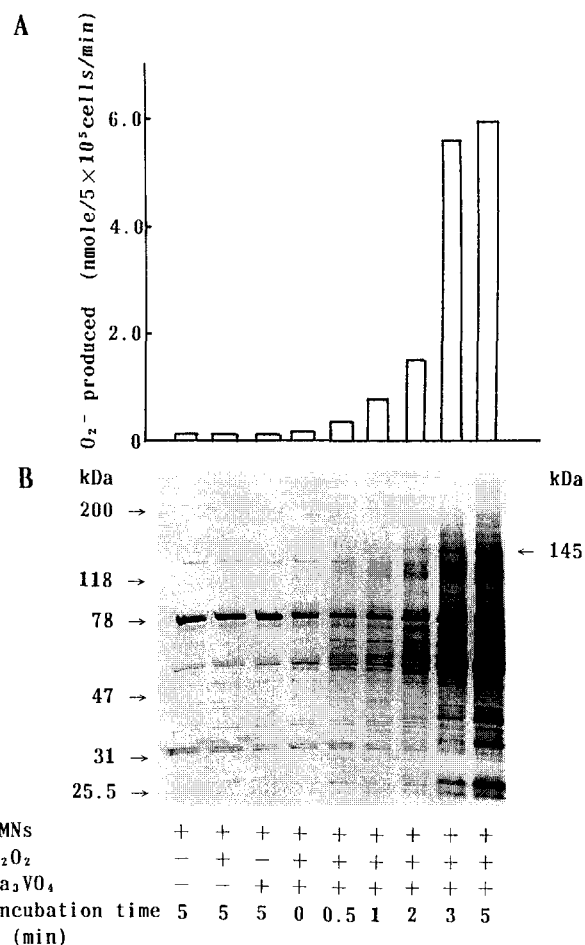 A
O₂⁻ produced (nmole/5×10⁵cells/min)
6.0
4.0
2.0
0
B
kDa
kDa
200 →
← 145
118 →
78 →
47 →
31 →
25.5 →
MNs + + + + + + + + +
₂O₂ − + − + + + + + +
a₃VO₄ − − + + + + + + +
ncubation time 5 5 5 0 0.5 1 2 3 5
(min)